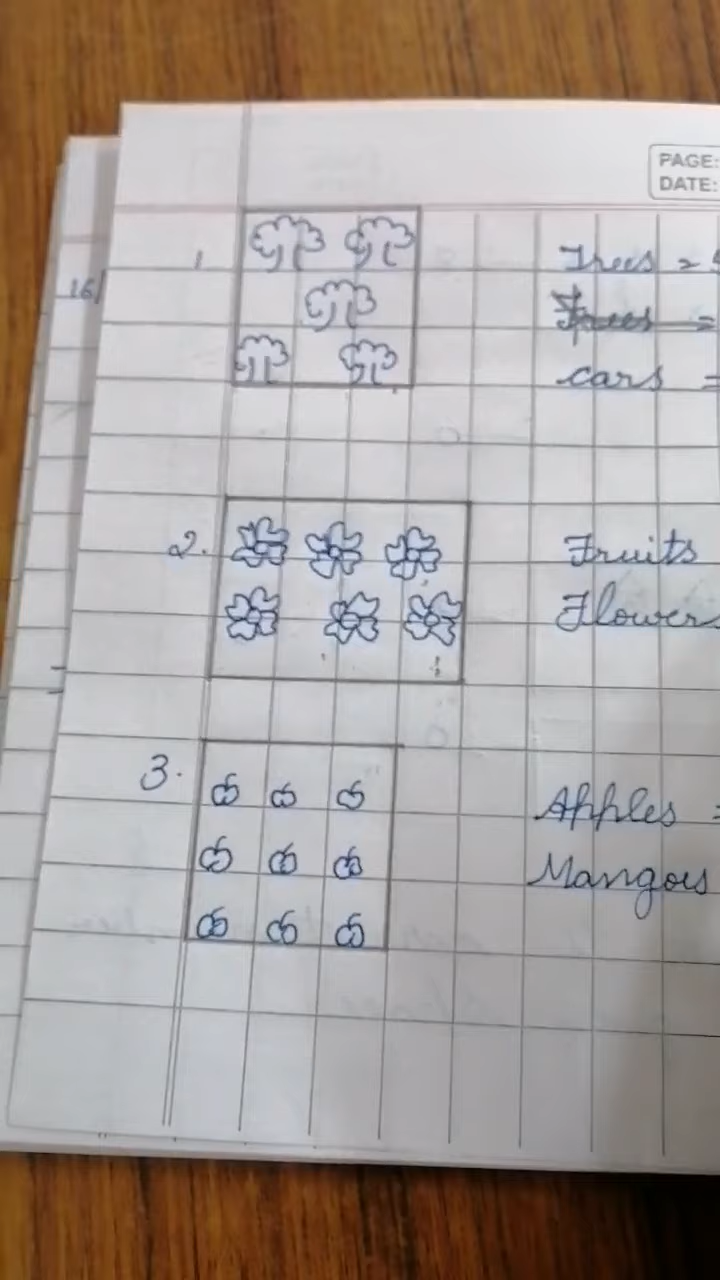 PAGE:
DATE:
16/
1 Trees =
Trees =
cars =
2. Fruits
Flowers
3. Apples =
Mangoes